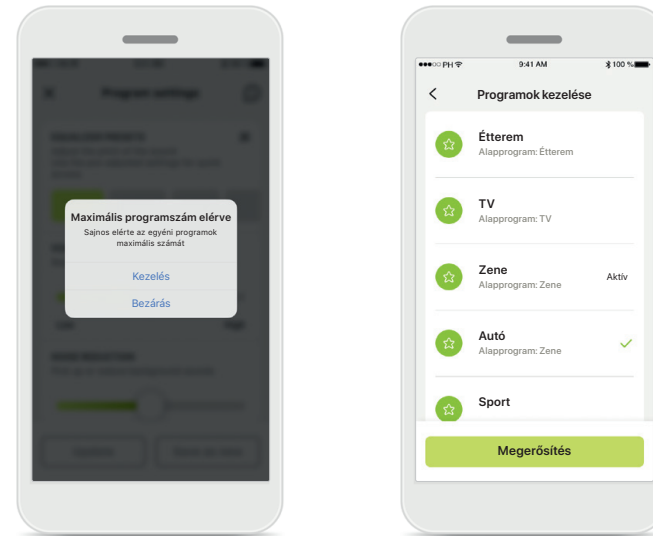 Program settings
Maximális programszám elérve
Sajnos elérte az egyéni programok
maximális számát
Kezelés
Bezárás
PH
9:41 AM
100 %
Programok kezelése
Étterem
Alapprogram: Étterem
TV
Alapprogram: TV
Zene
Alapprogram: Zene
Aktív
Autó
Alapprogram: Zene
Sport
Megerősítés